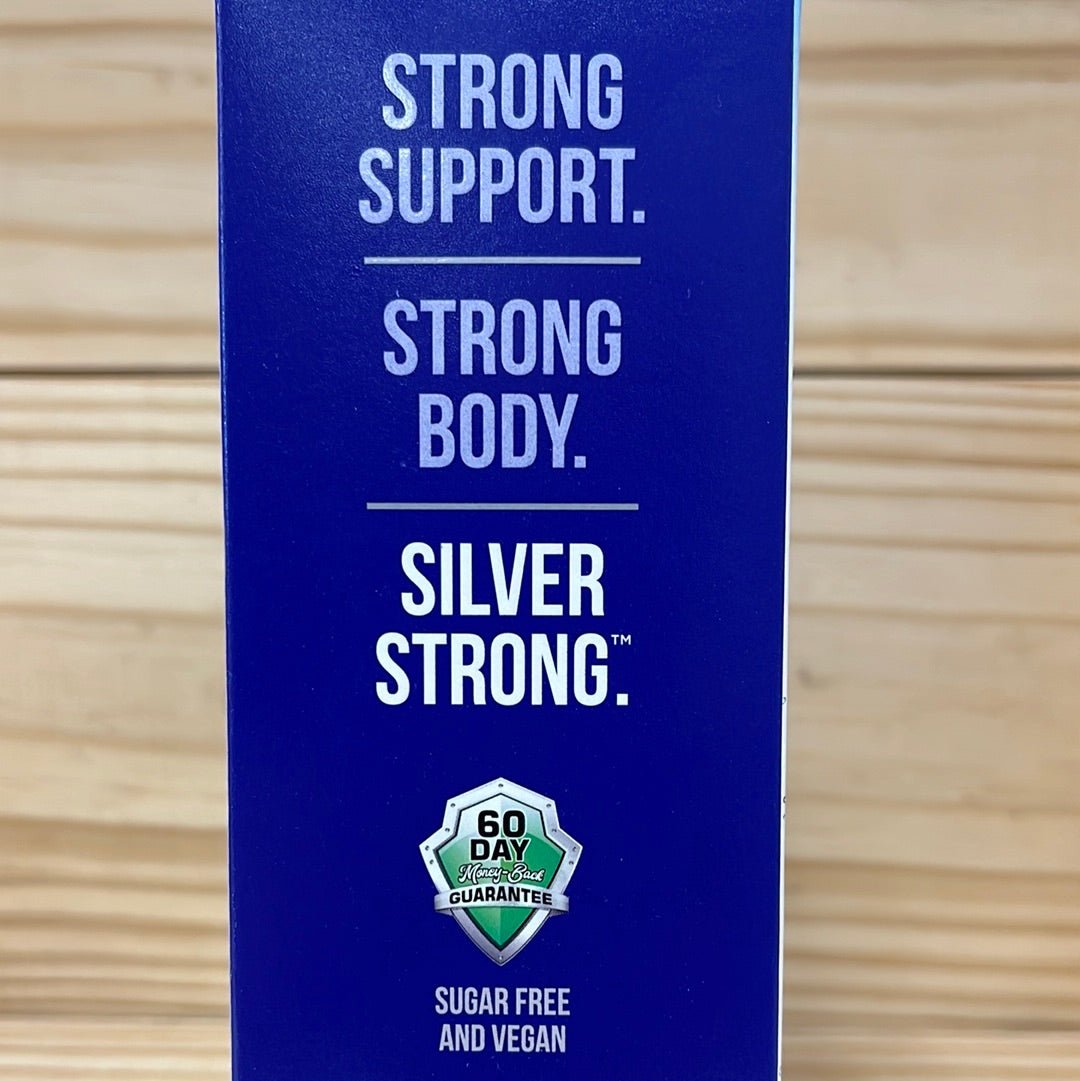 STRONG
SUPPORT.
STRONG
BODY.
SILVER
STRONG™.
60
DAY
Money-Back
GUARANTEE
SUGAR FREE
AND VEGAN